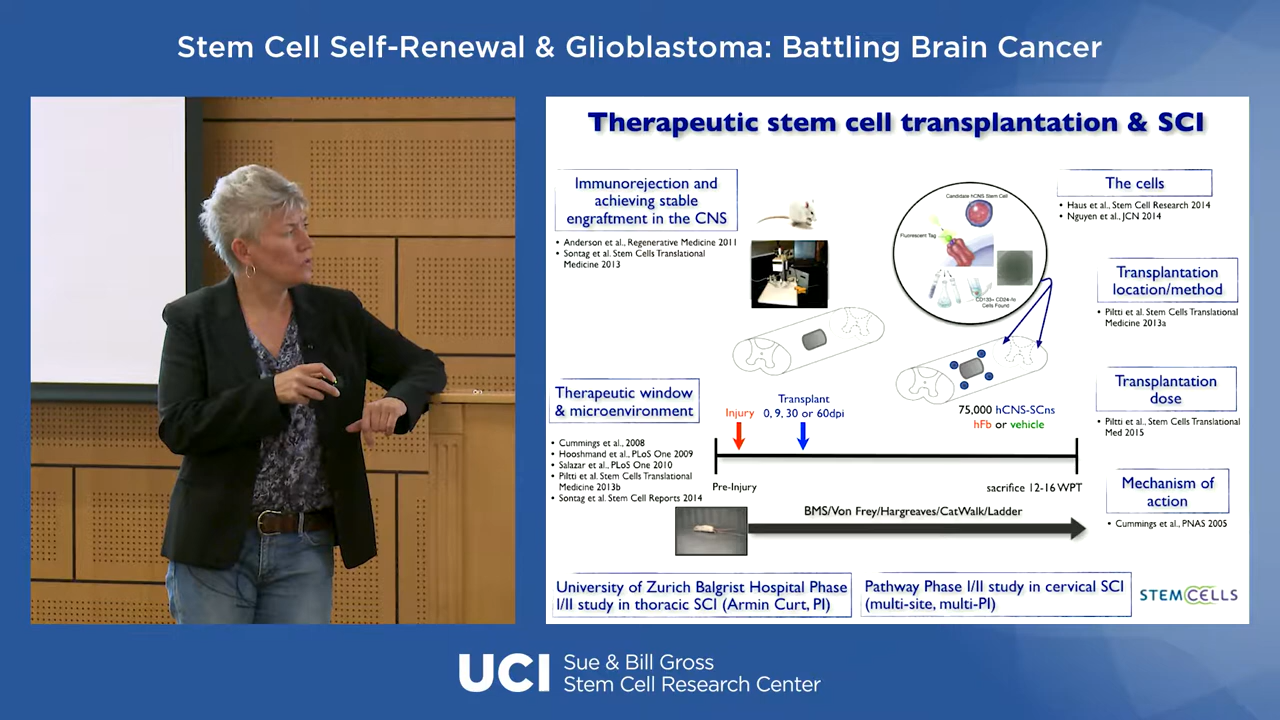 Stem Cell Self-Renewal & Glioblastoma: Battling Brain Cancer
Therapeutic stem cell transplantation & SCI
Immunorejection and
achieving stable
engraftment in the CNS
• Anderson et al., Regenerative Medicine 2011
• Sontag et al. Stem Cells Translational
Medicine 2013
Candidate hCNS Stem Cell
Fluorescent Tag
CD133+ CD24-lo
Cells Found
The cells
• Haus et al., Stem Cell Research 2014
• Nguyen et al., JCN 2014
Transplantation
location/method
• Piltti et al. Stem Cells Translational
Medicine 2013a
Therapeutic window
& microenvironment
• Cummings et al., 2008
• Hooshmand et al., PLoS One 2009
• Salazar et al., PLoS One 2010
• Piltti et al. Stem Cells Translational
Medicine 2013b
• Sontag et al. Stem Cell Reports 2014
Injury
Transplant
0, 9, 30 or 60dpi
75,000 hCNS-SCns
hFb or vehicle
Pre-Injury
sacrifice 12-16 WPT
BMS/Von Frey/Hargreaves/CatWalk/Ladder
Transplantation
dose
• Piltti et al., Stem Cells Translational
Med 2015
Mechanism of
action
• Cummings et al., PNAS 2005
University of Zurich Balgrist Hospital Phase
I/II study in thoracic SCI (Armin Curt, PI)
Pathway Phase I/II study in cervical SCI
(multi-site, multi-PI)
STEMCELLS
UCI
Sue & Bill Gross
Stem Cell Research Center